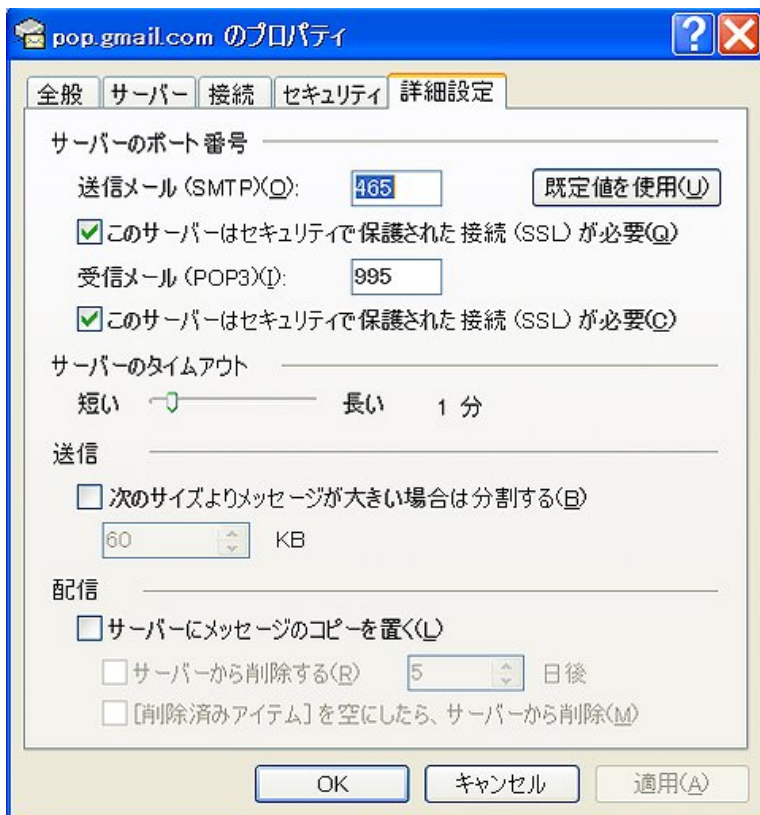 pop.gmail.com のプロパティ
全般 サーバー 接続 セキュリティ 詳細設定
サーバーのポート番号
送信メール (SMTP)(O): 465 既定値を使用(U)
このサーバーはセキュリティで保護された接続 (SSL) が必要(Q)
受信メール (POP3)(I): 995
このサーバーはセキュリティで保護された接続 (SSL) が必要(C)
サーバーのタイムアウト
短い 長い 1 分
送信
次のサイズよりメッセージが大きい場合は分割する(B)
60 KB
配信
サーバーにメッセージのコピーを置く(L)
サーバーから削除する(R) 5 日後
[削除済みアイテム] を空にしたら、サーバーから削除(M)
OK キャンセル 適用(A)